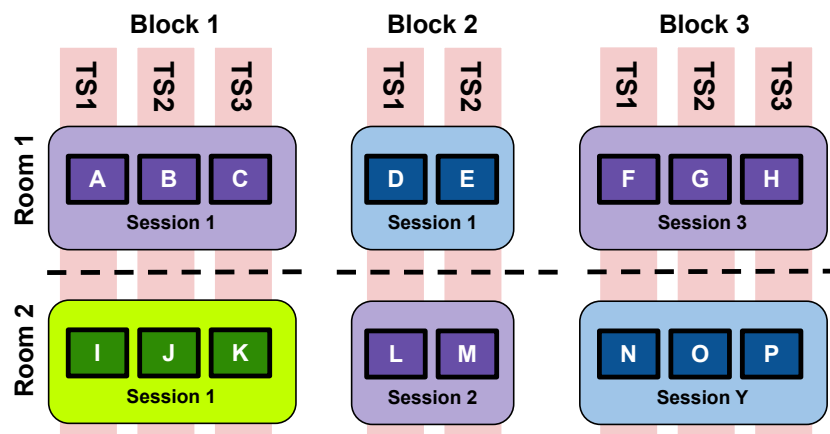 Block 1 Block 2 Block 3
TS1 TS2 TS3 TS1 TS2 TS1 TS2 TS3
Room 1
A B C D E F G H
Session 1 Session 1 Session 3
Room 2
I J K L M N O P
Session 1 Session 2 Session Y